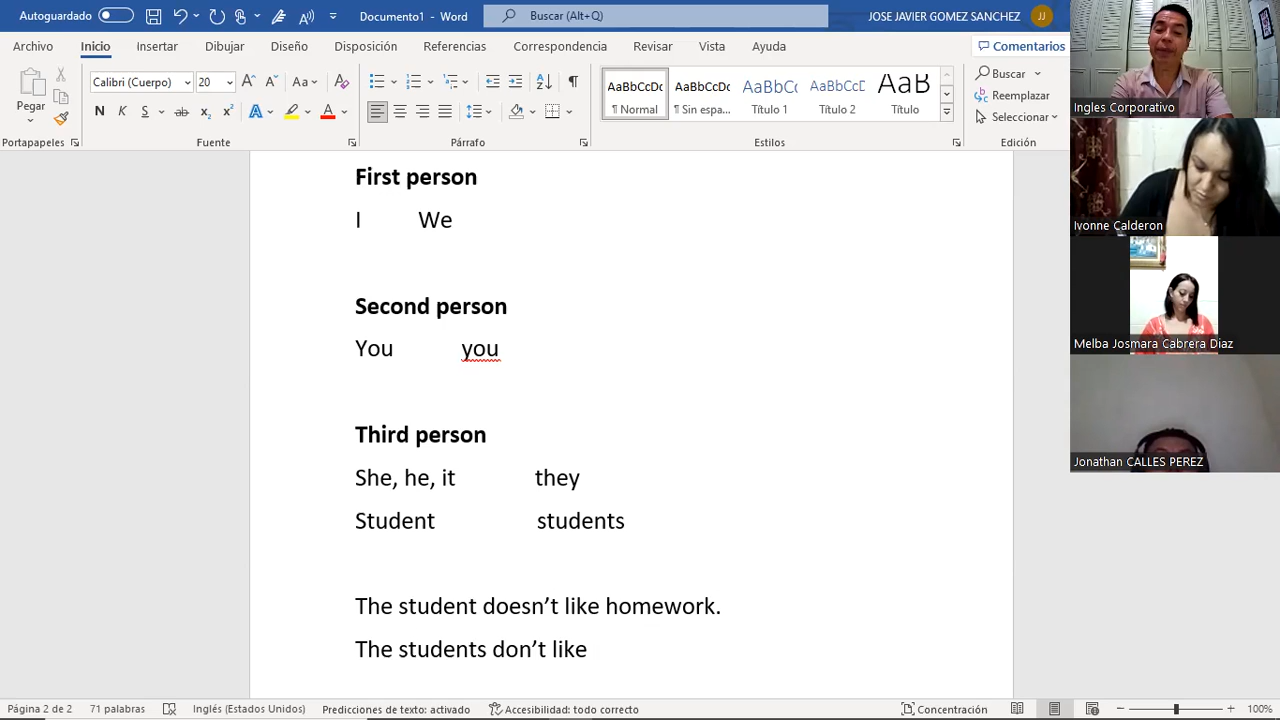 Autoguardado
Documento1 - Word
Buscar (Alt+Q)
JOSE JAVIER GOMEZ SANCHEZ
JJ
Archivo Inicio Insertar Dibujar Diseño Disposición Referencias Correspondencia Revisar Vista Ayuda
Comentarios
Pegar
Portapapeles
Calibri (Cuerpo) 20
Aa
N K S ab x₂ x²
Fuente
Párrafo
AaBbCcDc AaBbCcDc AaBbCc AaBbCcD AaB
¶ Normal ¶ Sin espa... Título 1 Título 2 Título
Estilos
Buscar
Reemplazar
Seleccionar
Edición
First person
I We
Second person
You you
Third person
She, he, it they
Student students
The student doesn’t like homework.
The students don’t like
Ingles Corporativo
Ivonne Calderon
Melba Josmara Cabrera Diaz
Jonathan CALLES PEREZ
Página 2 de 2 71 palabras Inglés (Estados Unidos) Predicciones de texto: activado Accesibilidad: todo correcto Concentración 100%